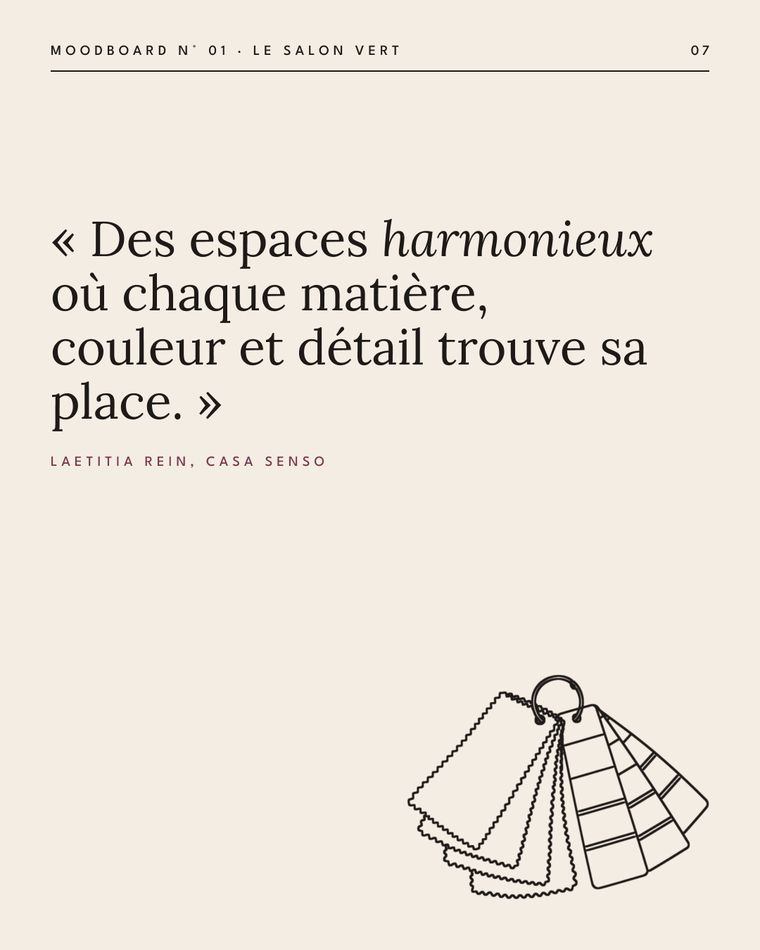 MOODBOARD N° 01 · LE SALON VERT
07
« Des espaces harmonieux
où chaque matière,
couleur et détail trouve sa
place. »
LAETITIA REIN, CASA SENSO